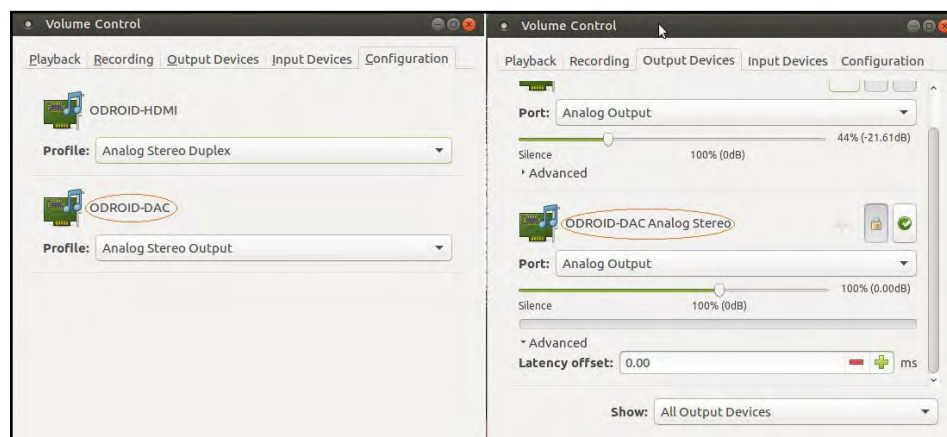 Volume Control
Playback Recording Output Devices Input Devices Configuration
ODROID-HDMI
Profile: Analog Stereo Duplex
ODROID-DAC
Profile: Analog Stereo Output
Volume Control
Playback Recording Output Devices Input Devices Configuration
Port: Analog Output
44% (-21.61dB)
Silence 100% (0dB)
Advanced
ODROID-DAC Analog Stereo
Port: Analog Output
100% (0.00dB)
Silence 100% (0dB)
Advanced
Latency offset: 0.00 ms
Show: All Output Devices